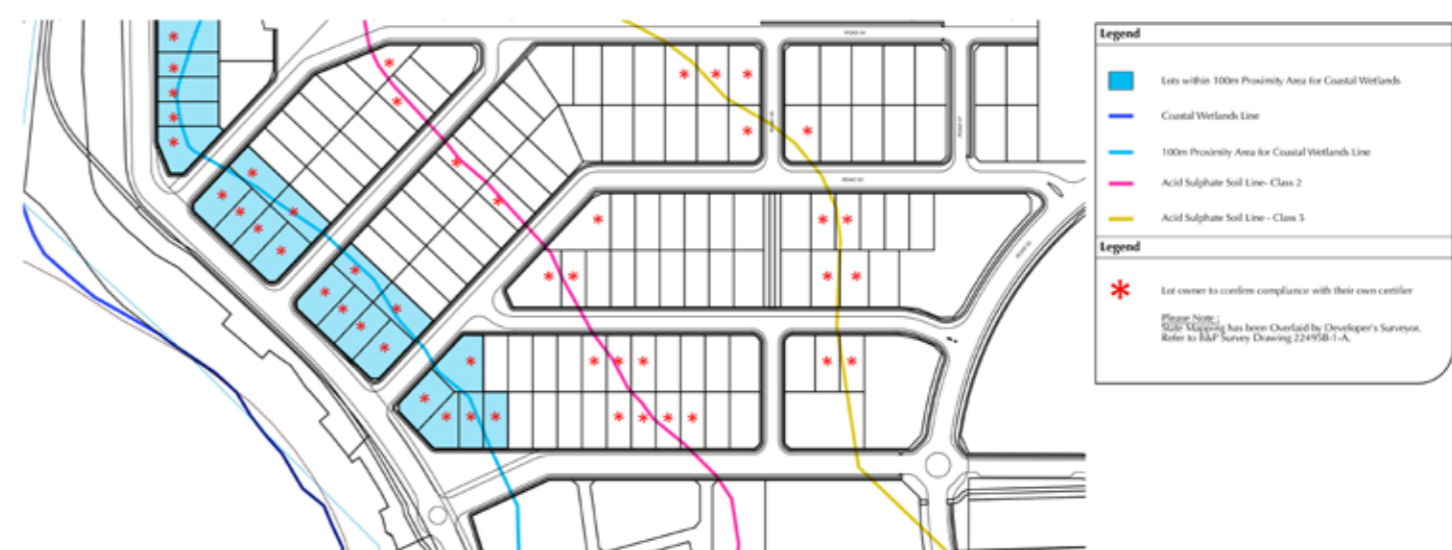 Legend
Lots within 100m Proximity Area for Coastal Wetlands
Coastal Wetlands Line
100m Proximity Area for Coastal Wetlands Line
Acid Sulphate Soil Line- Class 2
Acid Sulphate Soil Line - Class 5
Legend
Lot owner to confirm compliance with their own certifier
Please Note :
State Mapping has been Overlaid by Developer's Surveyor.
Refer to B&P Survey Drawing 22495B-1-A.